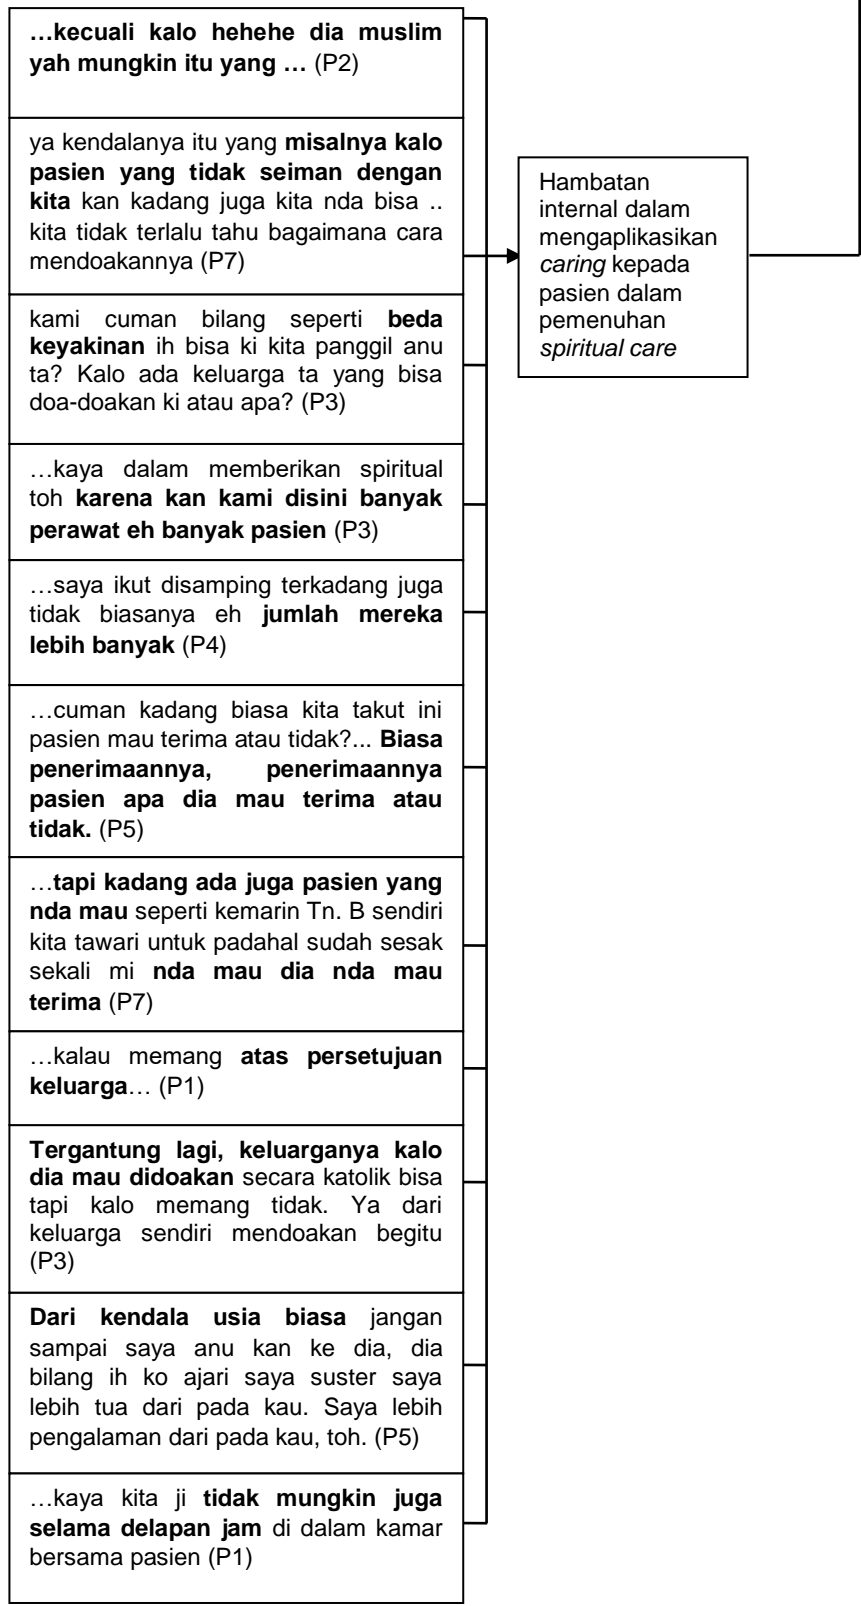 …kecuali kalo hehehe dia muslim
yah mungkin itu yang … (P2)
ya kendalanya itu yang misalnya kalo
pasien yang tidak seiman dengan
kita kan kadang juga kita nda bisa ..
kita tidak terlalu tahu bagaimana cara
mendoakannya (P7)
kami cuman bilang seperti beda
keyakinan ih bisa ki kita panggil anu
ta? Kalo ada keluarga ta yang bisa
doa-doakan ki atau apa? (P3)
…kaya dalam memberikan spiritual
toh karena kan kami disini banyak
perawat eh banyak pasien (P3)
…saya ikut disamping terkadang juga
tidak biasanya eh jumlah mereka
lebih banyak (P4)
…cuman kadang biasa kita takut ini
pasien mau terima atau tidak?... Biasa
penerimaannya, penerimaannya
pasien apa dia mau terima atau
tidak. (P5)
…tapi kadang ada juga pasien yang
nda mau seperti kemarin Tn. B sendiri
kita tawari untuk padahal sudah sesak
sekali mi nda mau dia nda mau
terima (P7)
…kalau memang atas persetujuan
keluarga… (P1)
Tergantung lagi, keluarganya kalo
dia mau didoakan secara katolik bisa
tapi kalo memang tidak. Ya dari
keluarga sendiri mendoakan begitu
(P3)
Dari kendala usia biasa jangan
sampai saya anu kan ke dia, dia
bilang ih ko ajari saya suster saya
lebih tua dari pada kau. Saya lebih
pengalaman dari pada kau, toh. (P5)
…kaya kita ji tidak mungkin juga
selama delapan jam di dalam kamar
bersama pasien (P1)
Hambatan
internal dalam
mengaplikasikan
caring kepada
pasien dalam
pemenuhan
spiritual care